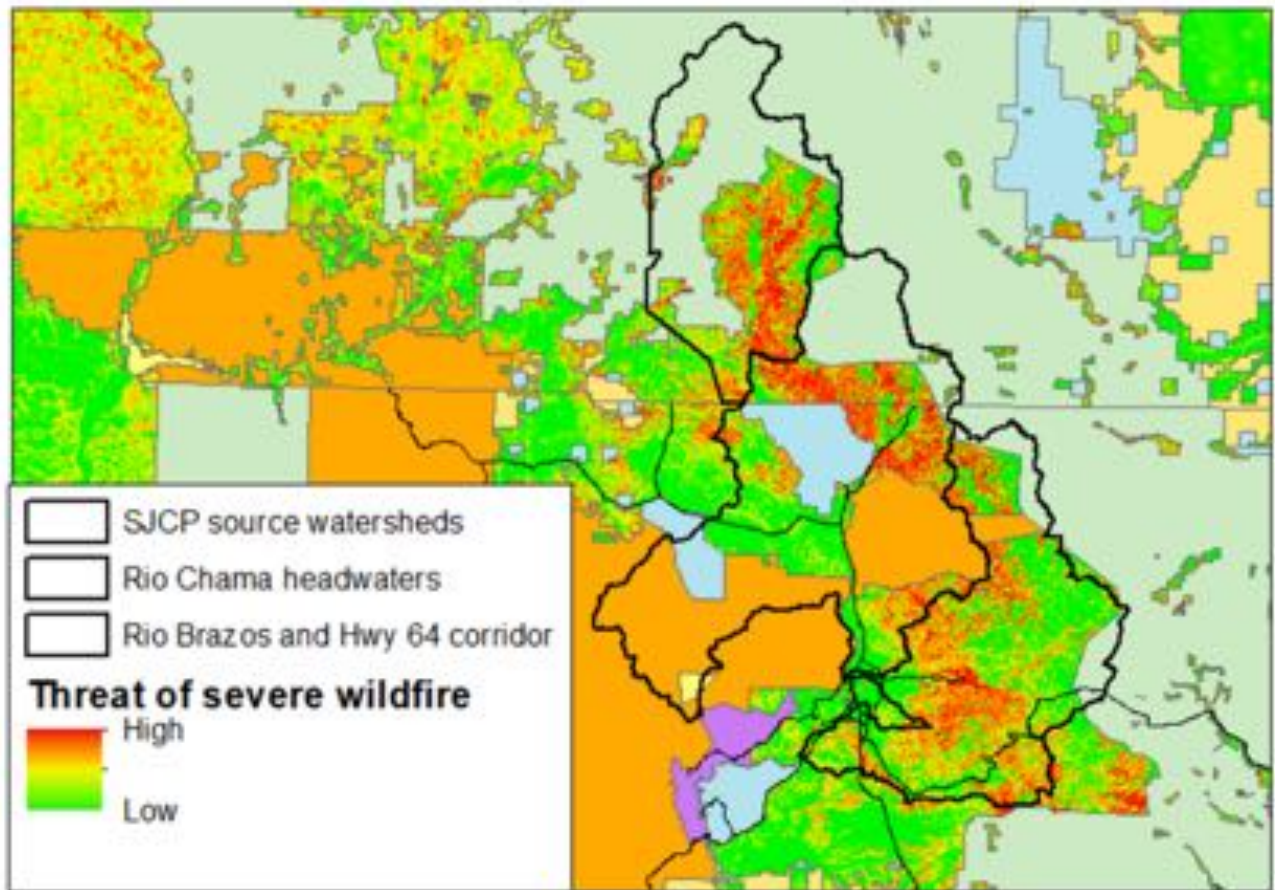 SJCP source watersheds
Rio Chama headwaters
Rio Brazos and Hwy 64 corridor
Threat of severe wildfire
High
Low